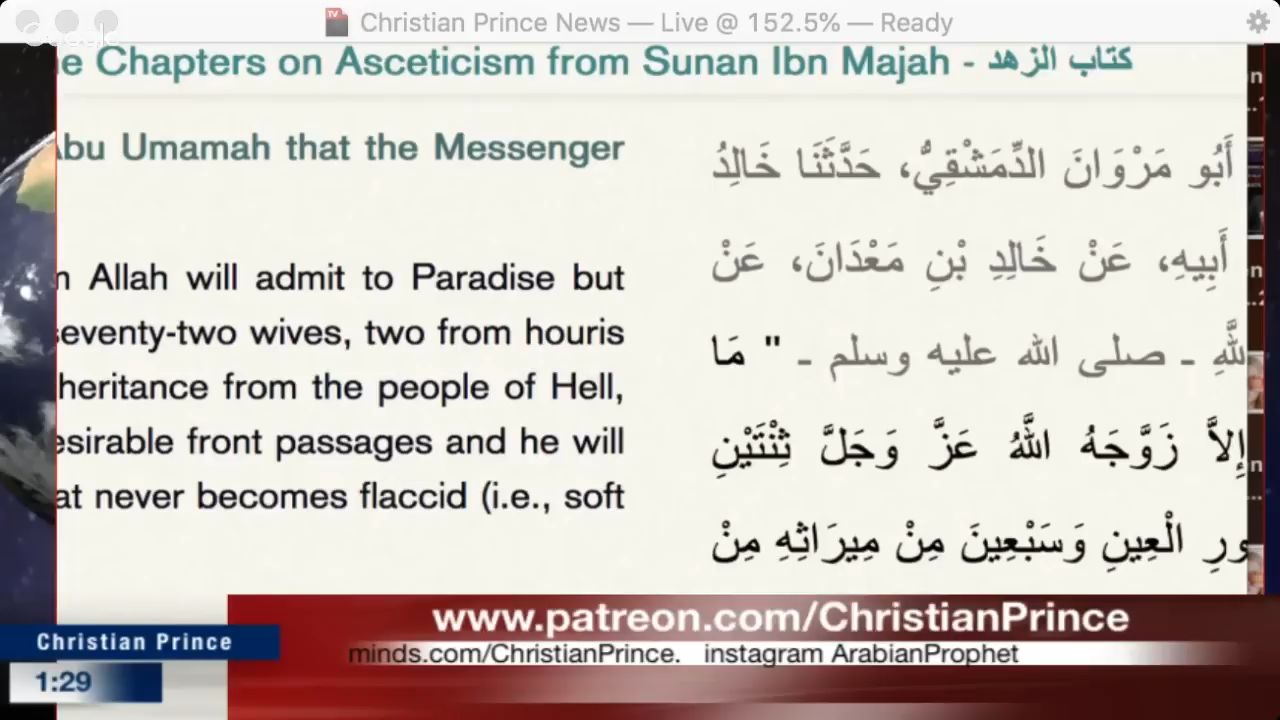 Christian Prince News — Live @ 152.5% — Ready
e Chapters on Asceticism from Sunan Ibn Majah - كتاب الزهد
Abu Umamah that the Messenger
Allah will admit to Paradise but
seventy-two wives, two from houris
heritance from the people of Hell,
esirable front passages and he will
at never becomes flaccid (i.e., soft
أَبُو مَرْوَانَ الدِّمَشْقِيُّ، حَدَّثَنَا خَالِدُ
أَبِيهِ، عَنْ خَالِدِ بْنِ مَعْدَانَ، عَنْ
للَّهِ ـ صلى الله عليه وسلم ـ " مَا
إِلاَّ زَوَّجَهُ اللَّهُ عَزَّ وَجَلَّ ثِنْتَيْنِ
ورِ الْعِينِ وَسَبْعِينَ مِنْ مِيرَاثِهِ مِنْ
www.patreon.com/ChristianPrince
minds.com/ChristianPrince. instagram ArabianProphet
Christian Prince
1:29